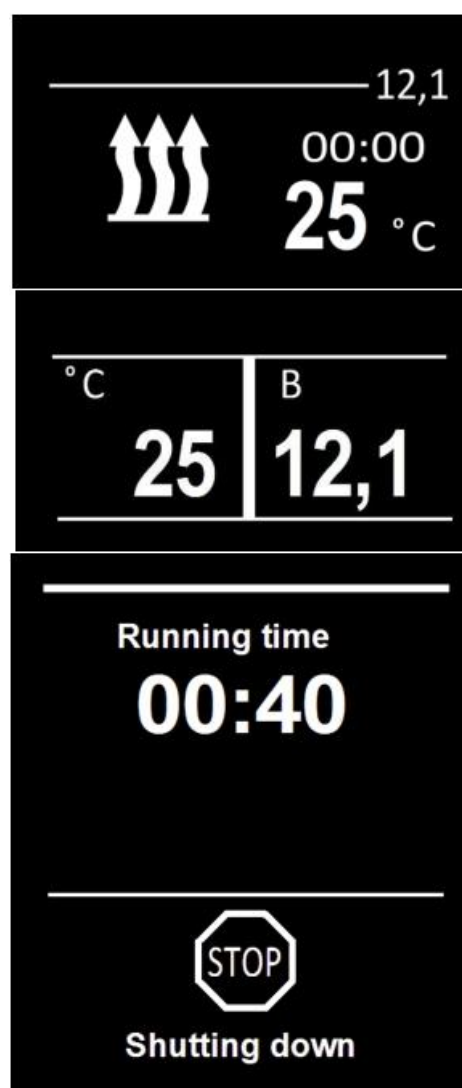 12,1
00:00
25 °C
°C B
25 12,1
Running time
00:40
STOP
Shutting down